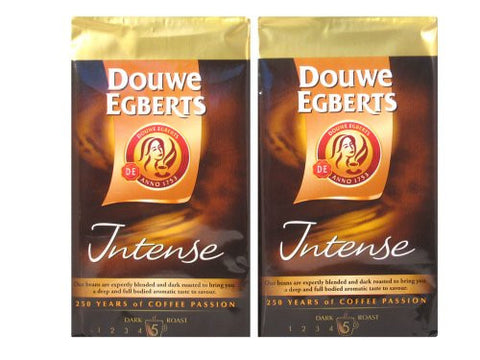 DOUWE
EGBERTS
DOUWE EGBERTS
DE
ANNO 1753
Intense
Our beans are expertly blended and dark roasted to bring you
a deep and full bodied aromatic taste to savour.
250 YEARS of COFFEE PASSION
DARK ROAST
1 2 3 4 5
DOUWE
EGBERTS
DOUWE EGBERTS
DE
ANNO 1753
Intense
Our beans are expertly blended and dark roasted to bring you
a deep and full bodied aromatic taste to savour.
250 YEARS of COFFEE PASSION
DARK ROAST
1 2 3 4 5